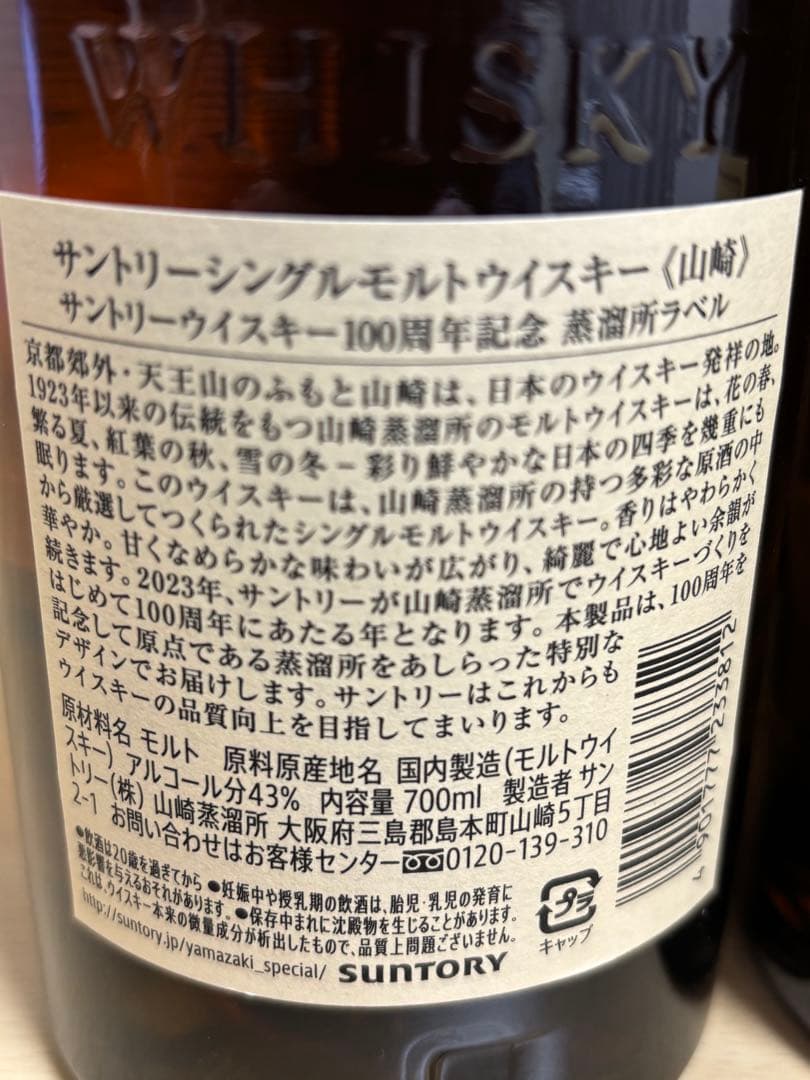 WHISKY
サントリーシングルモルトウイスキー《山崎》
サントリーウイスキー100周年記念 蒸溜所ラベル
京都郊外・天王山のふもと山崎は、日本のウイスキー発祥の地。
1923年以来の伝統をもつ山崎蒸溜所のモルトウイスキーは、花の春、
繁る夏、紅葉の秋、雪の冬－彩り鮮やかな日本の四季を幾重にも
眠ります。このウイスキーは、山崎蒸溜所の持つ多彩な原酒の中
から厳選してつくられたシングルモルトウイスキー。香りはやわらかく
華やか。甘くなめらかな味わいが広がり、綺麗で心地よい余韻が
続きます。2023年、サントリーが山崎蒸溜所でウイスキーづくりを
はじめて100周年にあたる年となります。本製品は、100周年を
記念して原点である蒸溜所をあしらった特別な
デザインでお届けします。サントリーはこれからも
ウイスキーの品質向上を目指してまいります。
原材料名 モルト 原料原産地名 国内製造(モルトウイ
スキー) アルコール分43% 内容量 700ml 製造者 サン
トリー(株) 山崎蒸溜所 大阪府三島郡島本町山崎5丁目
2-1 お問い合わせはお客様センター 0120-139-310
●飲酒は20歳を過ぎてから ●妊娠中や授乳期の飲酒は、胎児・乳児の発育に
悪影響を与えるおそれがあります。 ●保存中まれに沈殿物を生じることがあります。
これは、ウイスキー本来の微量成分が析出したもので、品質上問題ございません。
http://suntory.jp/yamazaki_special/ SUNTORY
プラ
キャップ
4 901777 233812